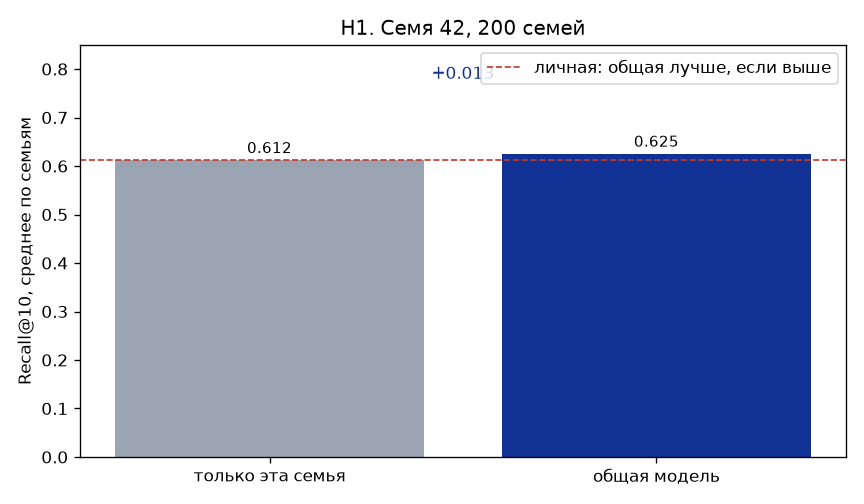 H1. Семя 42, 200 семей
+0.013
личная: общая лучше, если выше
Recall@10, среднее по семьям
0.8
0.7
0.6
0.5
0.4
0.3
0.2
0.1
0.0
0.612
0.625
только эта семья
общая модель